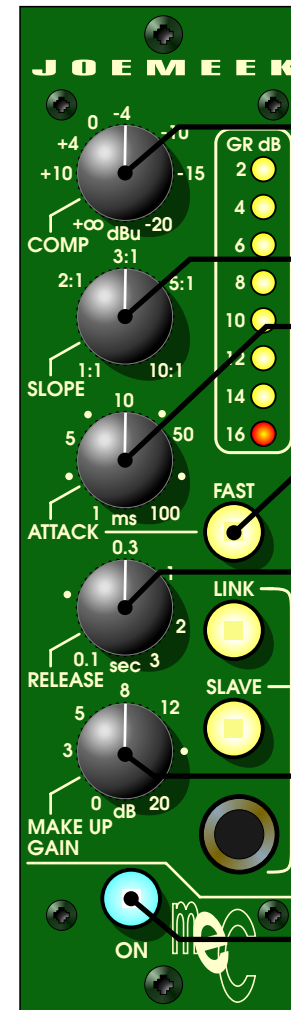 JOEMEEK
0 -4 -10
+4
+10 -15
+∞ dBu -20
COMP
GR dB
2
4
6
8
10
12
14
16
3:1
2:1 5:1
1:1 10:1
SLOPE
10
5 50
1 ms 100
ATTACK
FAST
0.3
1
2
0.1 sec 3
RELEASE
LINK
SLAVE
8
5 12
3
0 dB 20
MAKE UP
GAIN
ON
meC